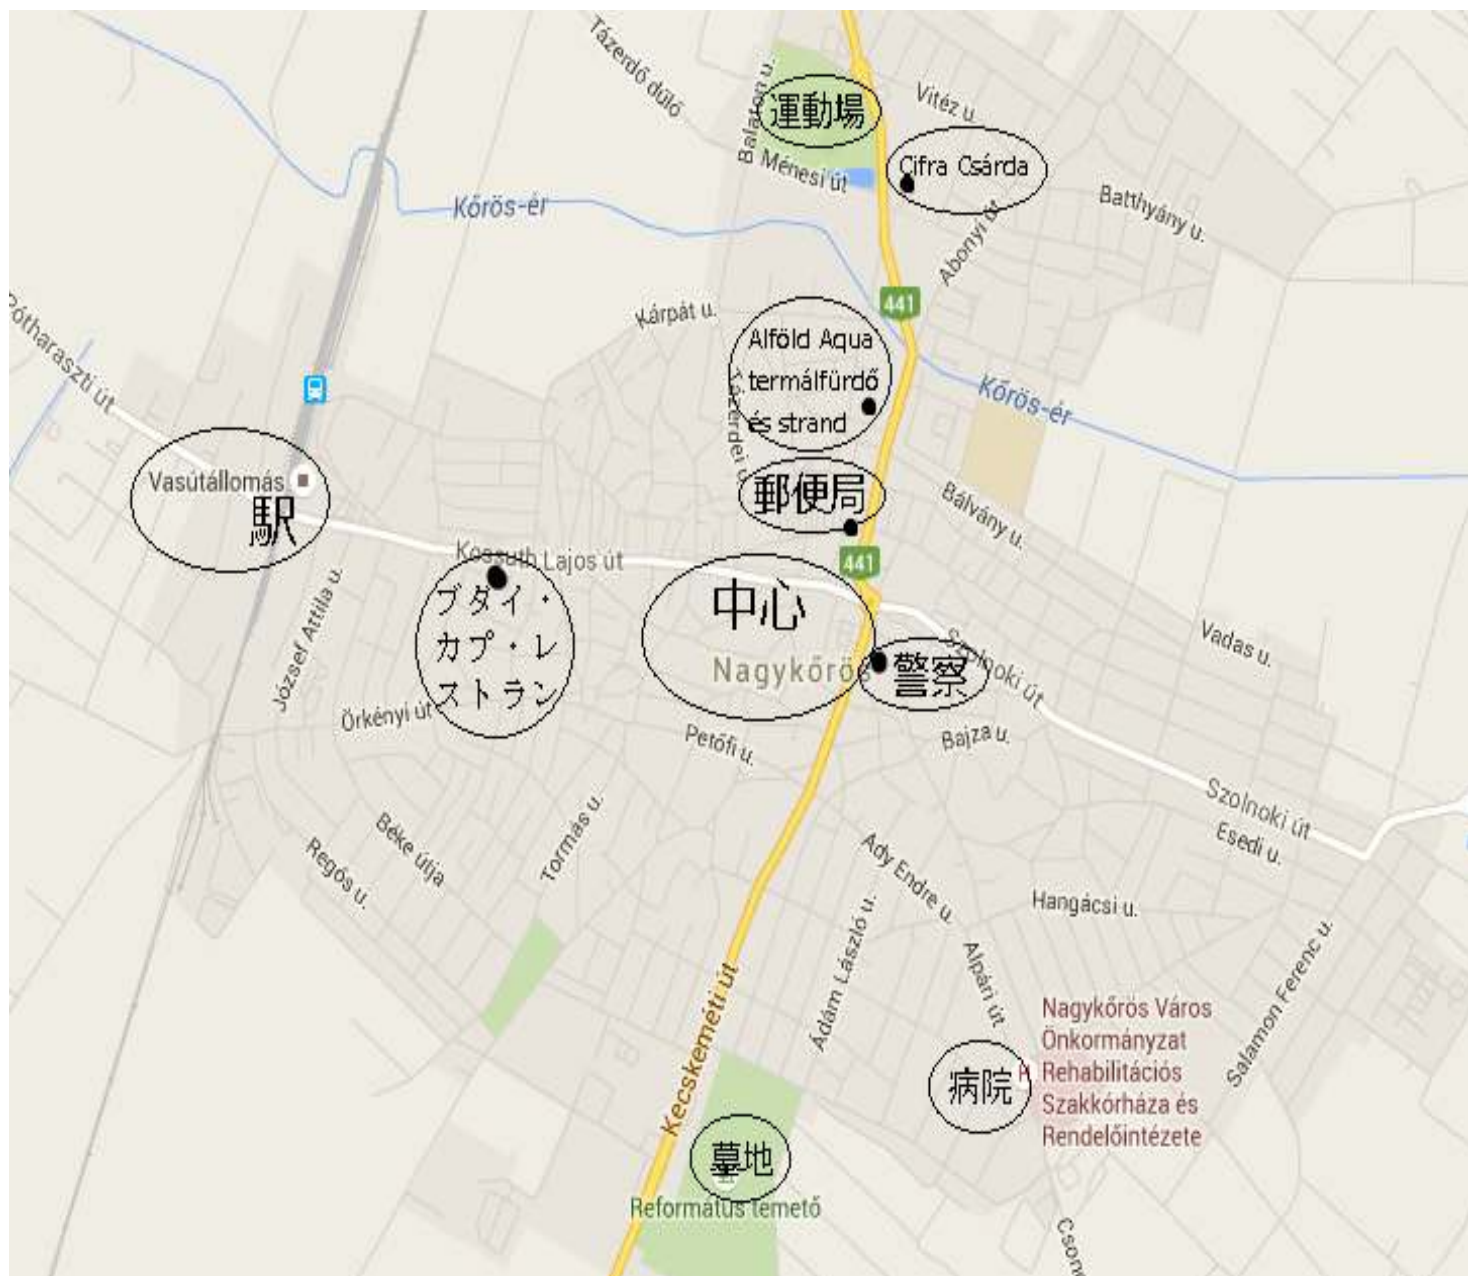 Tázerdő dűlő
Balaton u.
運動場
Vitéz u.
Cifra Csárda
Ménesi út
Batthyány u.
Kőrös-ér
Abonyi út
441
Kárpát u.
Pótharaszti út
Alföld Aqua
termálfürdő
és strand
Kőrös-ér
Tázerdei u.
Vasútállomás
駅
郵便局
Bálvány u.
Kossuth Lajos út
441
ブダイ・
カプ・レ
ストラン
中心
Nagykőrös
警察
Szolnoki út
Vadas u.
József Attila u.
Örkényi út
Petőfi u.
Bajza u.
Szolnoki út
Esedi u.
Béke útja
Regős u.
Tormás u.
Ady Endre u.
Hangácsi u.
Ádám László u.
Alpári út
Salamon Ferenc u.
Kecskeméti út
Nagykőrös Város
Önkormányzat
Rehabilitációs
Szakkórháza és
Rendelőintézete
H
病院
墓地
Református temető